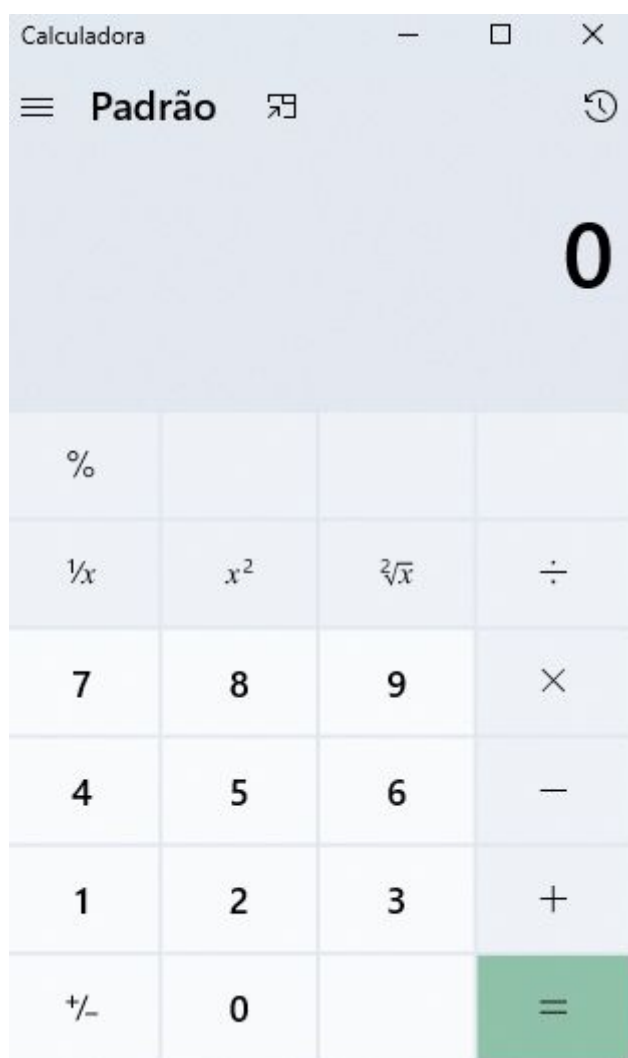 Calculadora
Padrão
0
%
¹/x x² ²√x ÷
7 8 9 ×
4 5 6 −
1 2 3 +
+/− 0 =